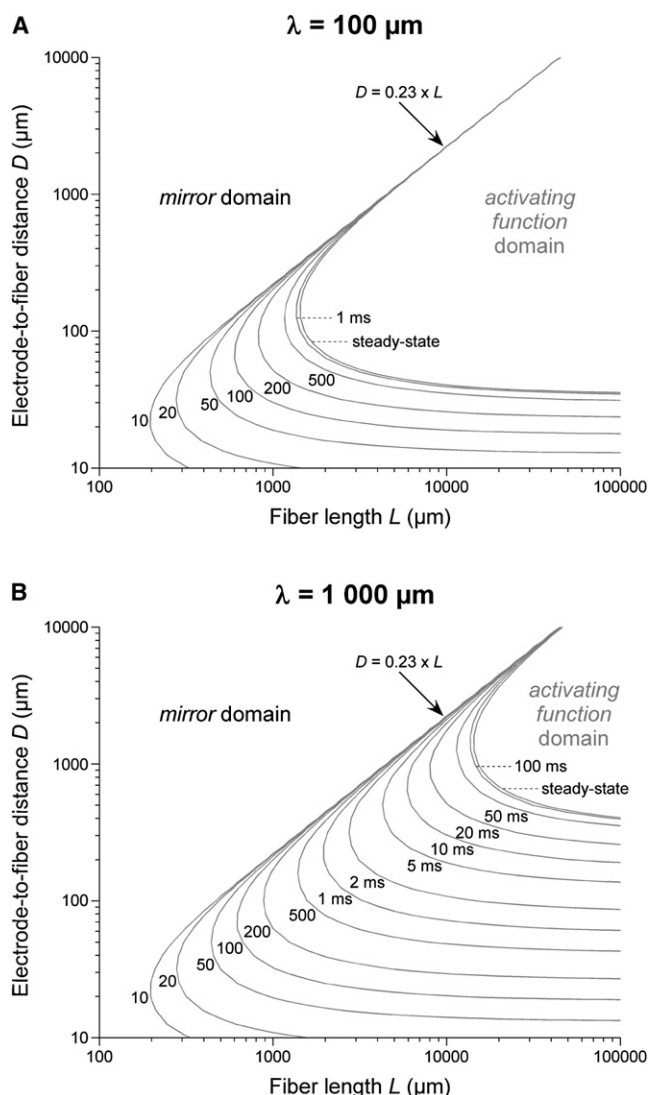 A
λ = 100 µm
10000
D = 0.23 x L
mirror domain
activating
function
domain
1000
Electrode-to-fiber distance D (µm)
1 ms
100
steady-state
500
200
100
50
20
10
10
100
1000
10000
100000
Fiber length L (µm)
B
λ = 1 000 µm
10000
D = 0.23 x L
mirror domain
activating
function
domain
1000
Electrode-to-fiber distance D (µm)
100 ms
steady-state
50 ms
20 ms
10 ms
5 ms
2 ms
1 ms
500
200
100
50
20
10
100
10
100
1000
10000
100000
Fiber length L (µm)